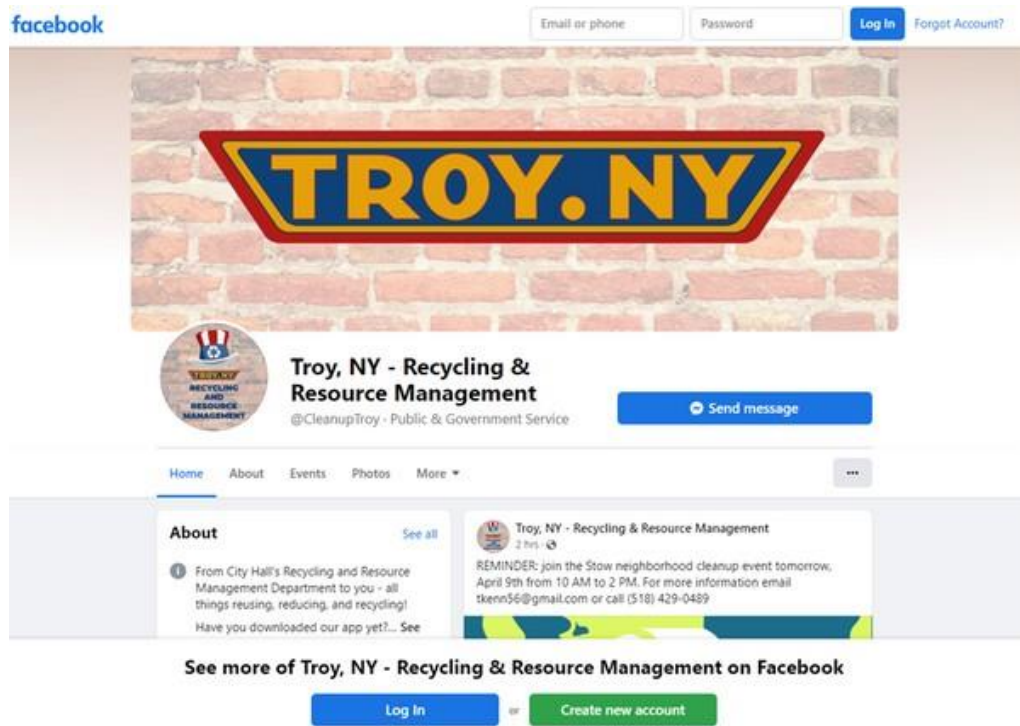 facebook
Email or phone
Password
Log In
Forgot Account?
TROY.NY
TROY.NY
RECYCLING
AND
RESOURCE
MANAGEMENT
Troy, NY - Recycling &
Resource Management
@CleanupTroy · Public & Government Service
Send message
Home
About
Events
Photos
More
About
See all
From City Hall's Recycling and Resource
Management Department to you - all
things reusing, reducing, and recycling!
Have you downloaded our app yet?... See
Troy, NY - Recycling & Resource Management
2 hrs ·
REMINDER: join the Stow neighborhood cleanup event tomorrow,
April 9th from 10 AM to 2 PM. For more information email
tkenn56@gmail.com or call (518) 429-0489
See more of Troy, NY - Recycling & Resource Management on Facebook
Log In
or
Create new account